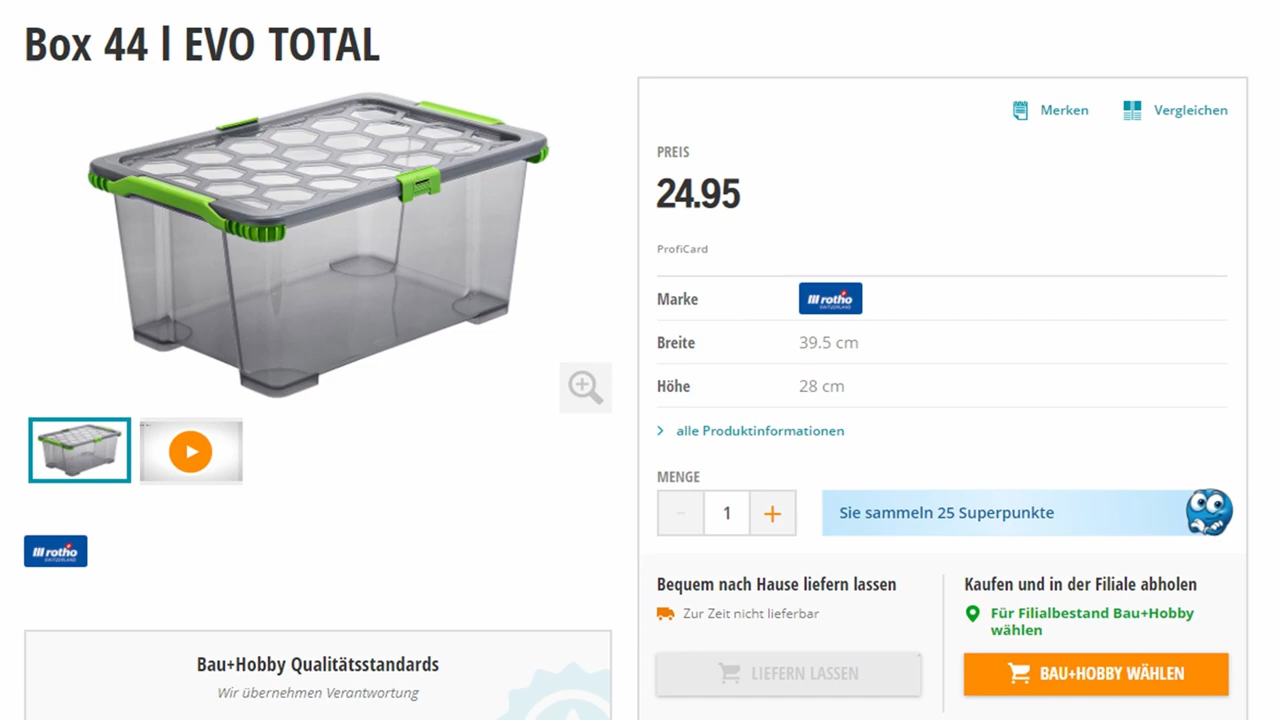 Box 44 l EVO TOTAL
Merken
Vergleichen
PREIS
24.95
ProfiCard
Marke
rotho
SWITZERLAND
Breite
39.5 cm
Höhe
28 cm
alle Produktinformationen
MENGE
-
1
+
Sie sammeln 25 Superpunkte
Bequem nach Hause liefern lassen
Zur Zeit nicht lieferbar
LIEFERN LASSEN
Kaufen und in der Filiale abholen
Für Filialbestand Bau+Hobby
wählen
BAU+HOBBY WÄHLEN
rotho
SWITZERLAND
Bau+Hobby Qualitätsstandards
Wir übernehmen Verantwortung